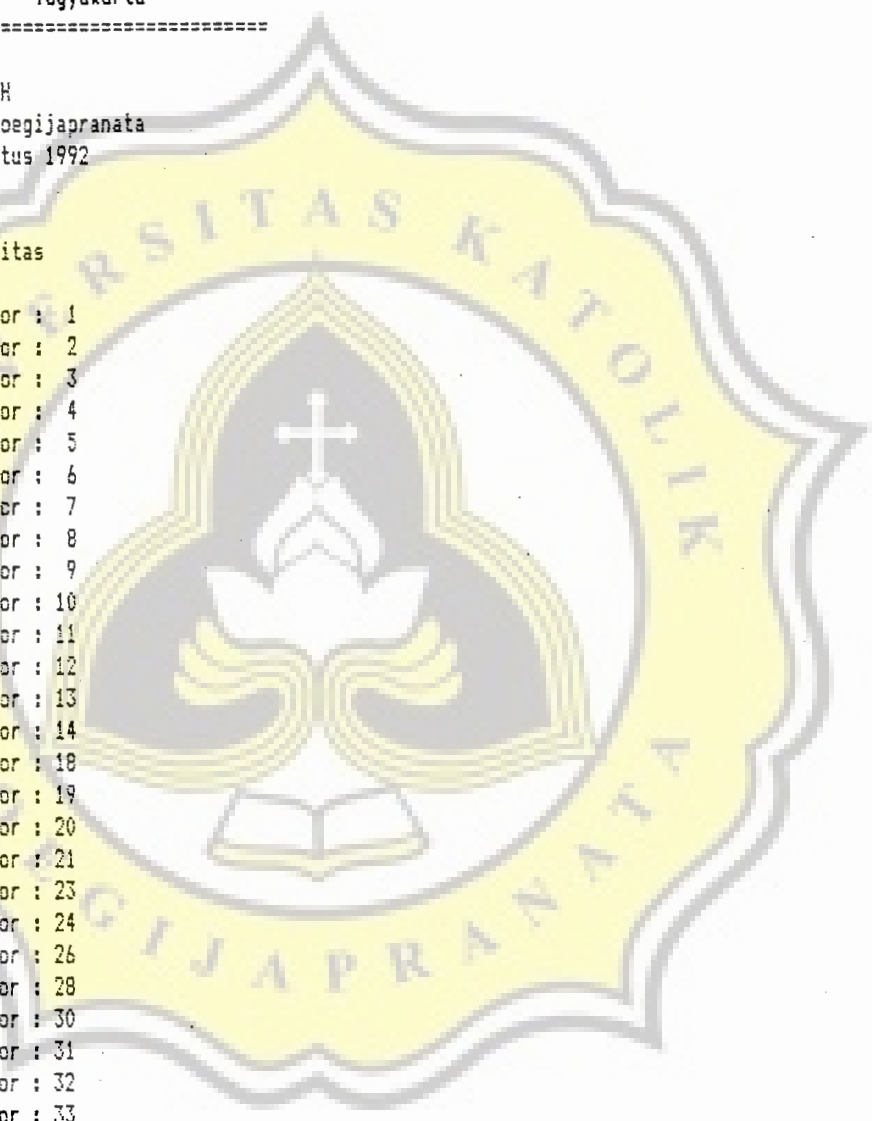 Yogyakarta
========================
H
oegijapranata
tus 1992
itas
or : 1
or : 2
or : 3
or : 4
or : 5
or : 6
or : 7
or : 8
or : 9
or : 10
or : 11
or : 12
or : 13
or : 14
or : 18
or : 19
or : 20
or : 21
or : 23
or : 24
or : 26
or : 28
or : 30
or : 31
or : 32
or : 33
ERSITAS KATOLIK
EGIJAPRANATA